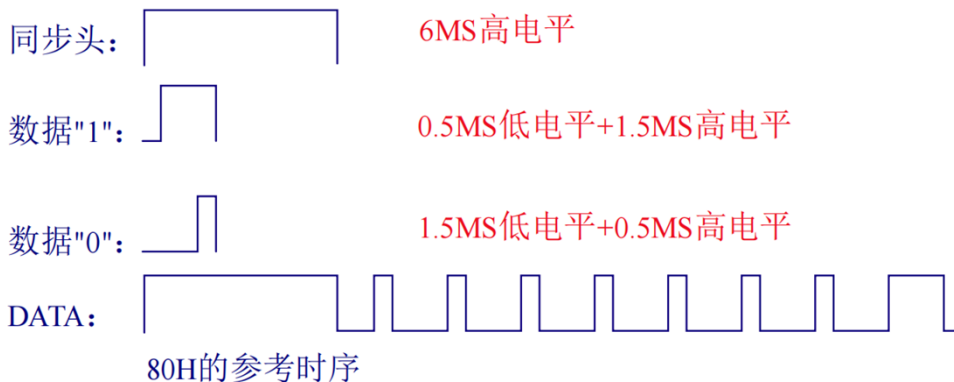 同步头： 6MS高电平
数据"1"： 0.5MS低电平+1.5MS高电平
数据"0"： 1.5MS低电平+0.5MS高电平
DATA：
80H的参考时序